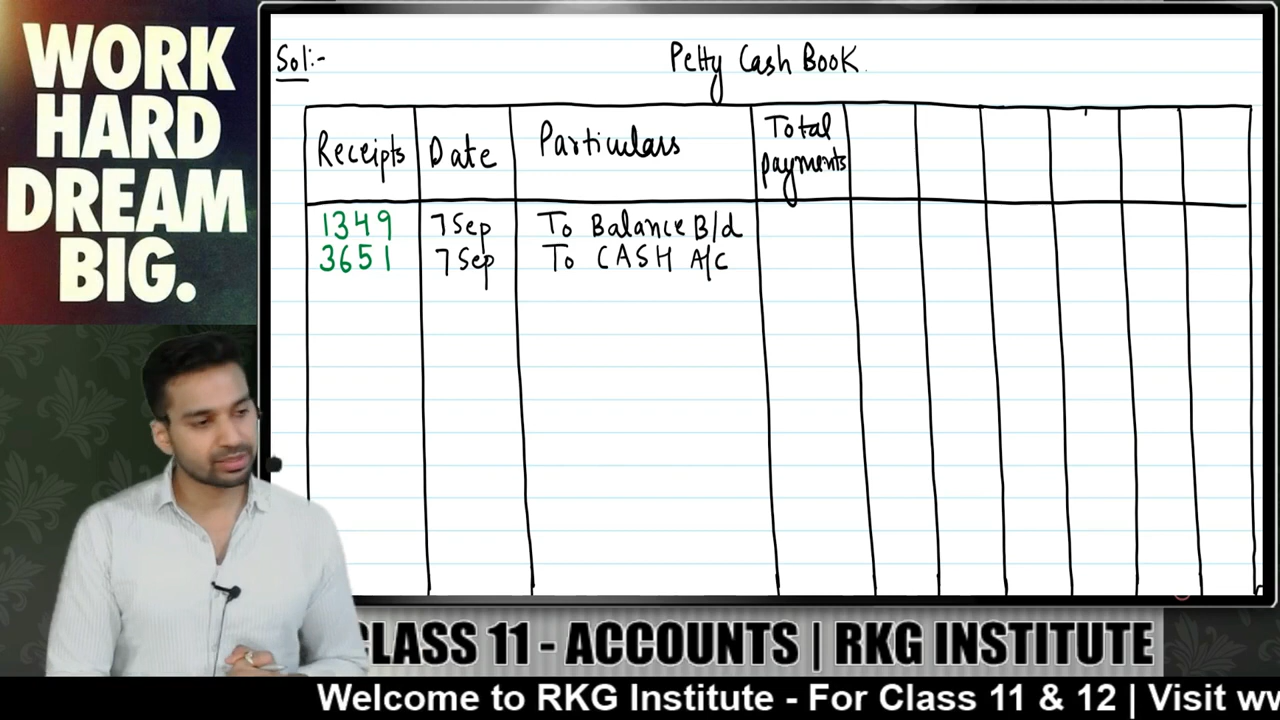 WORK
HARD
DREAM
BIG.
Sol:-
Petty Cash Book
Receipts Date Particulars Total payments
1349 7 Sep To Balance B/d
3651 7 Sep To CASH A/C
CLASS 11 - ACCOUNTS | RKG INSTITUTE
Welcome to RKG Institute - For Class 11 & 12 | Visit